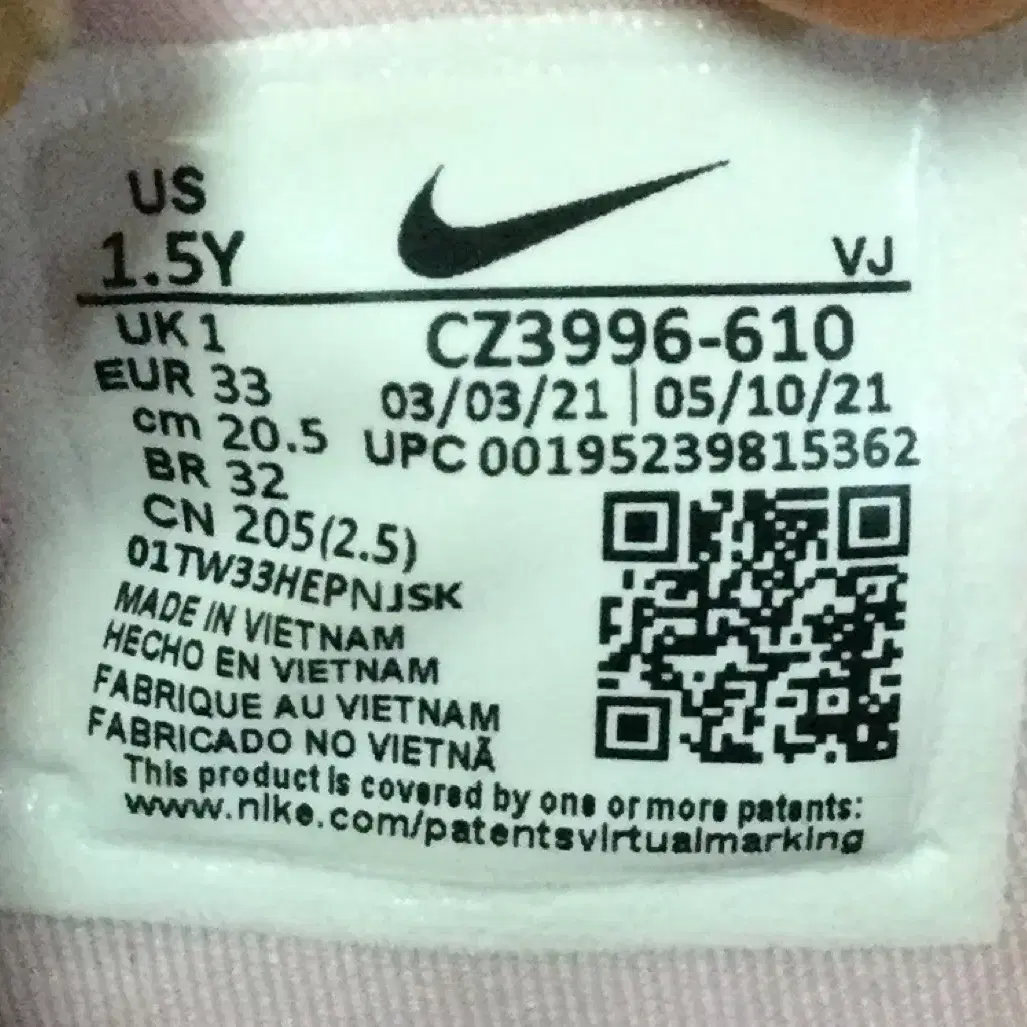 US
1.5Y
VJ
UK 1
EUR 33
cm 20.5
BR 32
CN 205(2.5)
CZ3996-610
03/03/21 | 05/10/21
UPC 00195239815362
01TW33HEPNJSK
MADE IN VIETNAM
HECHO EN VIETNAM
FABRIQUE AU VIETNAM
FABRICADO NO VIETNÃ
This product is covered by one or more patents:
www.nike.com/patentsvirtualmarking